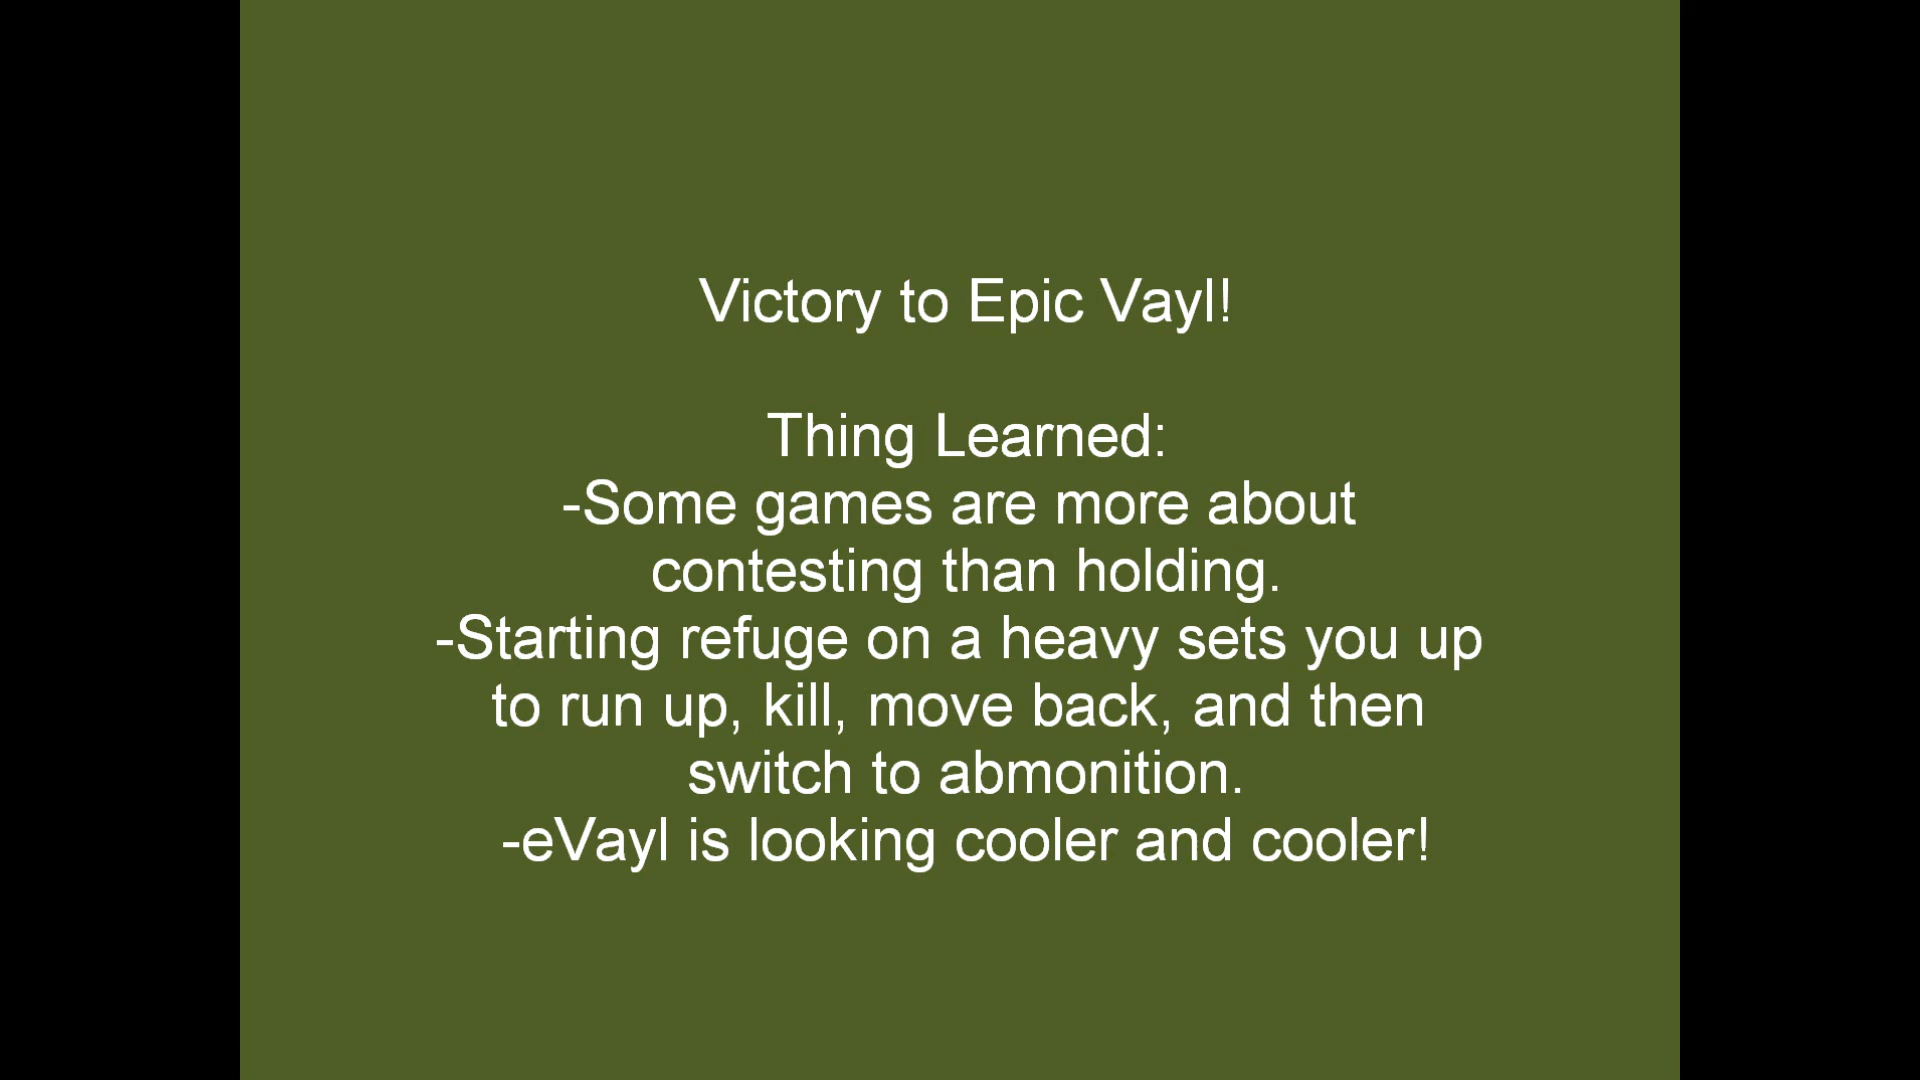 Victory to Epic Vayl!
Thing Learned:
-Some games are more about
contesting than holding.
-Starting refuge on a heavy sets you up
to run up, kill, move back, and then
switch to abmonition.
-eVayl is looking cooler and cooler!